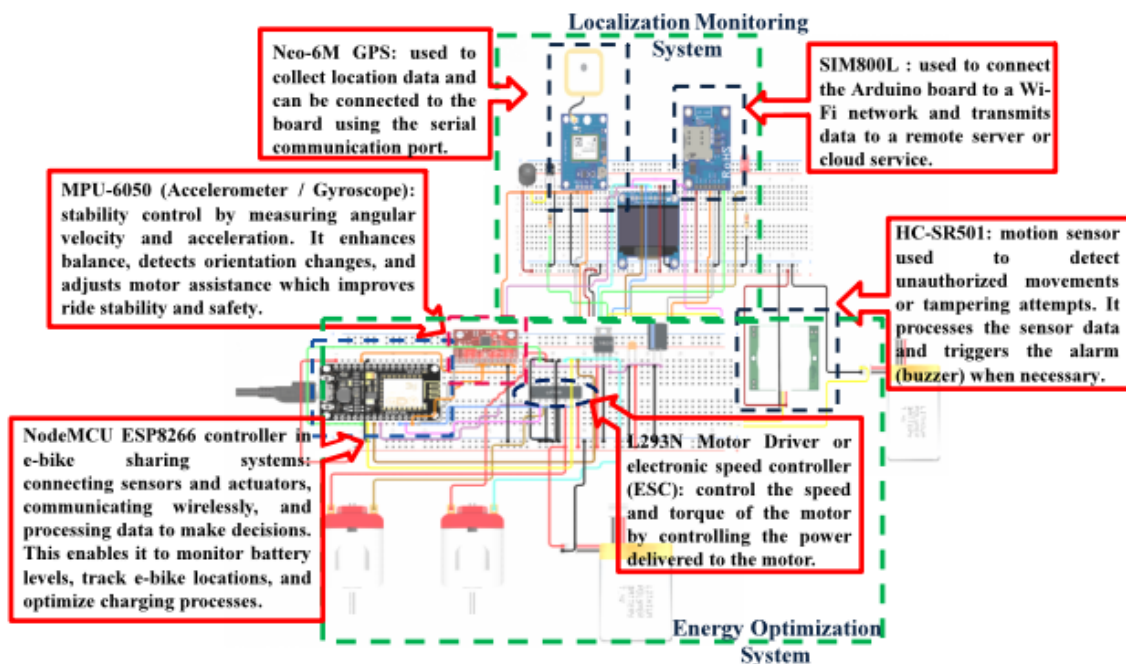 Localization Monitoring
System
Neo-6M GPS: used to
collect location data and
can be connected to the
board using the serial
communication port.
SIM800L : used to connect
the Arduino board to a Wi-
Fi network and transmits
data to a remote server or
cloud service.
MPU-6050 (Accelerometer / Gyroscope):
stability control by measuring angular
velocity and acceleration. It enhances
balance, detects orientation changes, and
adjusts motor assistance which improves
ride stability and safety.
HC-SR501: motion sensor
used to detect
unauthorized movements
or tampering attempts. It
processes the sensor data
and triggers the alarm
(buzzer) when necessary.
NodeMCU ESP8266 controller in
e-bike sharing systems:
connecting sensors and actuators,
communicating wirelessly, and
processing data to make decisions.
This enables it to monitor battery
levels, track e-bike locations, and
optimize charging processes.
L293N Motor Driver or
electronic speed controller
(ESC): control the speed
and torque of the motor
by controlling the power
delivered to the motor.
Energy Optimization
System
RoHS